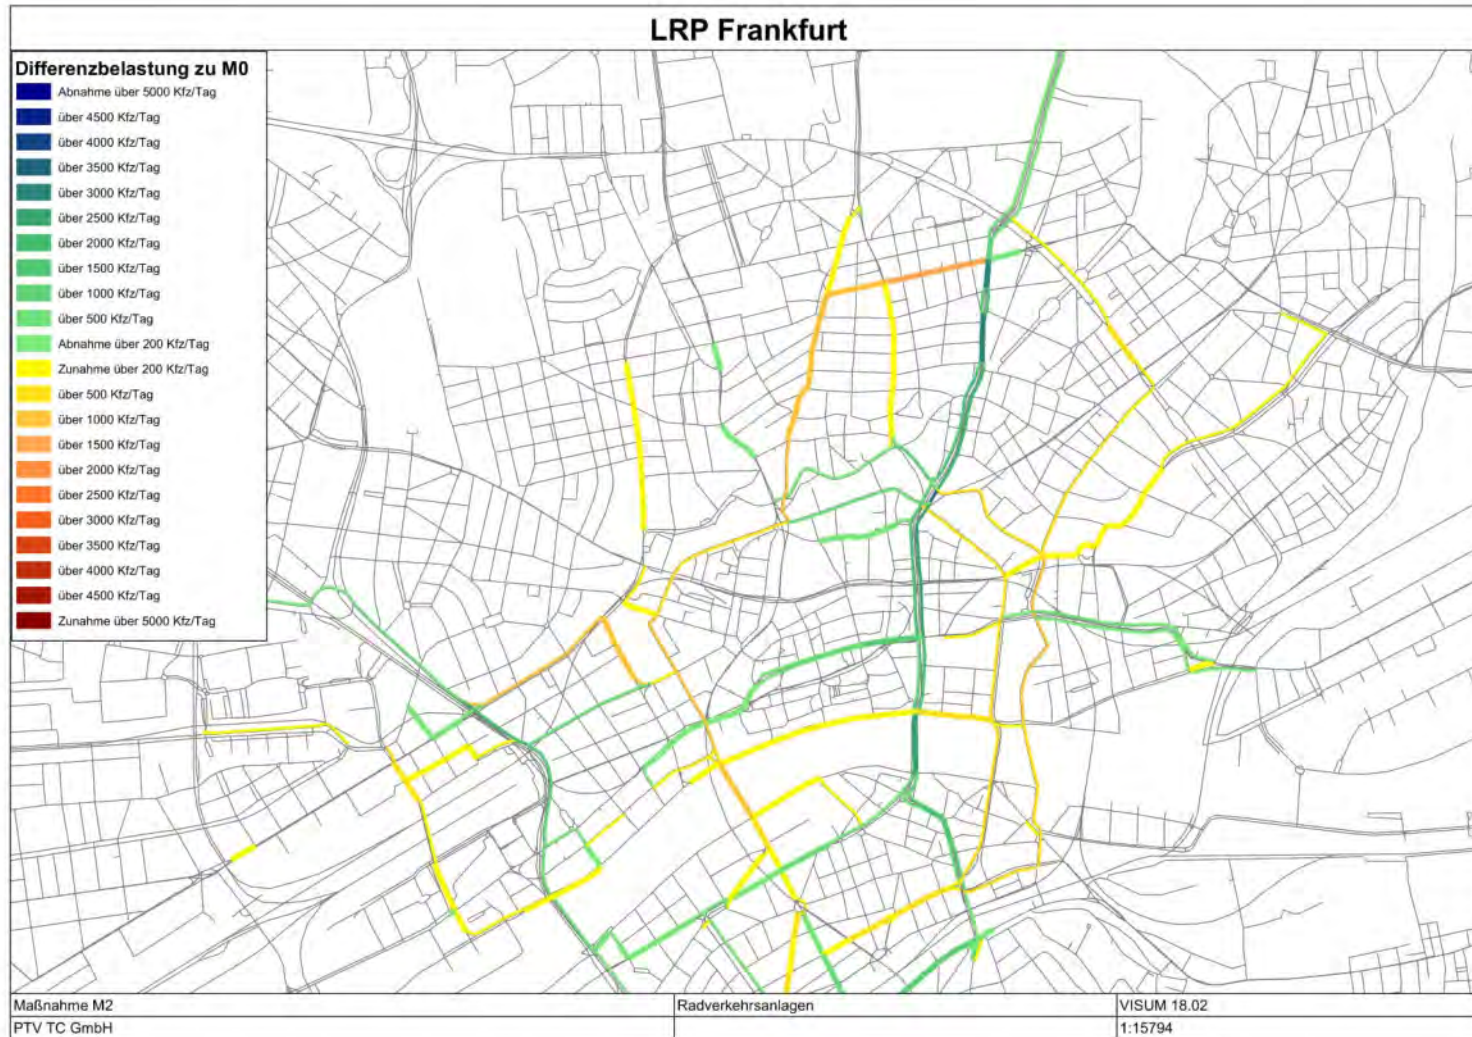 LRP Frankfurt
Differenzbelastung zu M0
Abnahme über 5000 Kfz/Tag
über 4500 Kfz/Tag
über 4000 Kfz/Tag
über 3500 Kfz/Tag
über 3000 Kfz/Tag
über 2500 Kfz/Tag
über 2000 Kfz/Tag
über 1500 Kfz/Tag
über 1000 Kfz/Tag
über 500 Kfz/Tag
Abnahme über 200 Kfz/Tag
Zunahme über 200 Kfz/Tag
über 500 Kfz/Tag
über 1000 Kfz/Tag
über 1500 Kfz/Tag
über 2000 Kfz/Tag
über 2500 Kfz/Tag
über 3000 Kfz/Tag
über 3500 Kfz/Tag
über 4000 Kfz/Tag
über 4500 Kfz/Tag
Zunahme über 5000 Kfz/Tag
Maßnahme M2
Radverkehrsanlagen
VISUM 18.02
PTV TC GmbH
1:15794